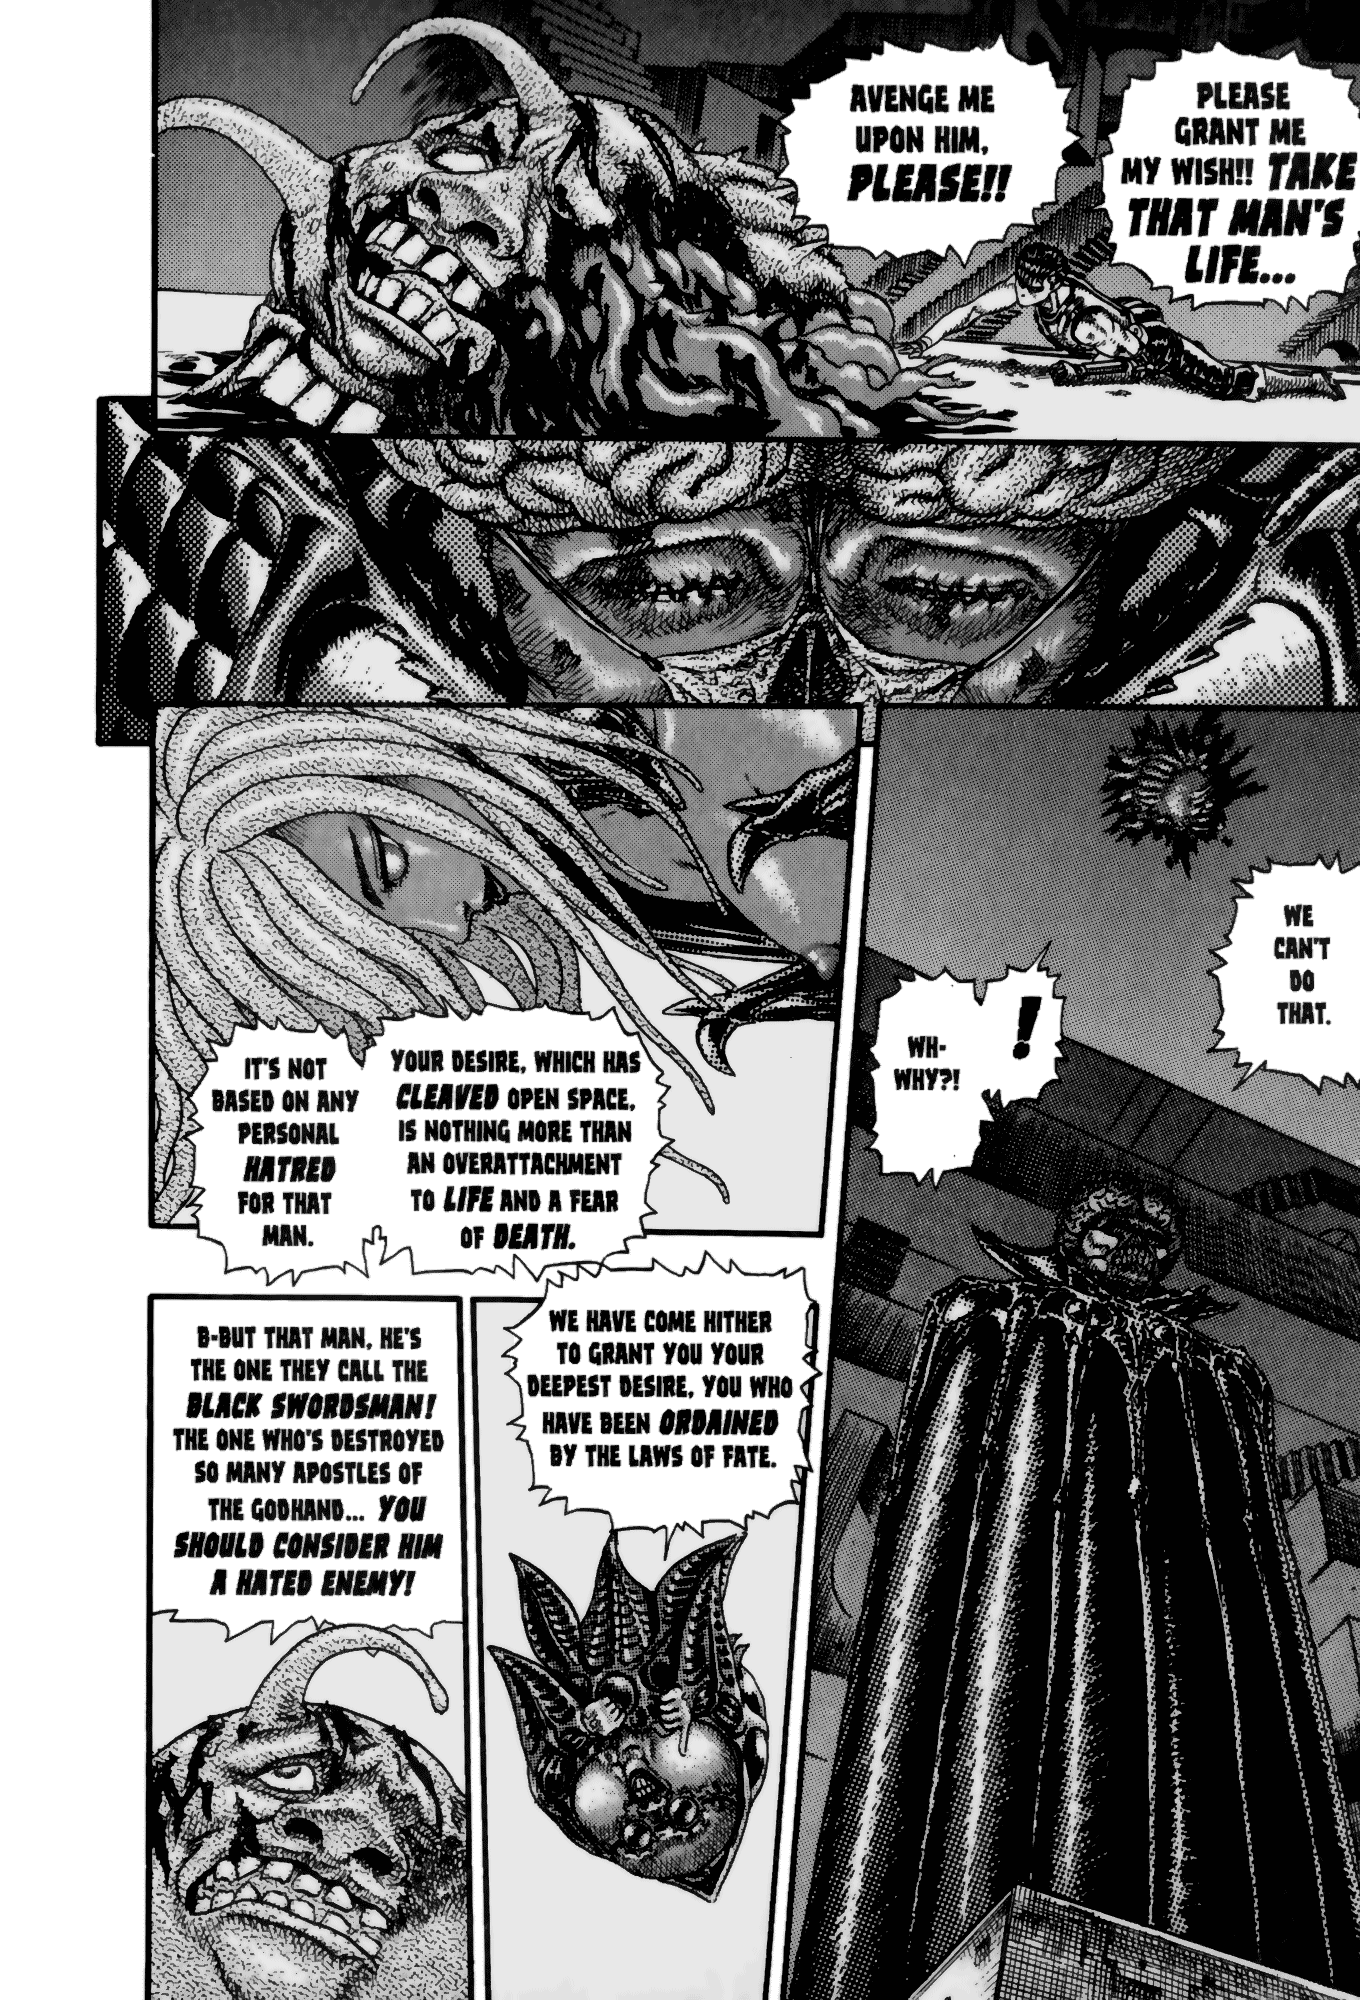 PLEASE
GRANT ME
MY WISH!! TAKE
THAT MAN'S
LIFE...
AVENGE ME
UPON HIM,
PLEASE!!
WE
CAN'T
DO
THAT.
!
WH-
WHY?!
YOUR DESIRE, WHICH HAS
CLEAVED OPEN SPACE,
IS NOTHING MORE THAN
AN OVERATTACHMENT
TO LIFE AND A FEAR
OF DEATH.
IT'S NOT
BASED ON ANY
PERSONAL
HATRED
FOR THAT
MAN.
WE HAVE COME HITHER
TO GRANT YOU YOUR
DEEPEST DESIRE, YOU WHO
HAVE BEEN ORDAINED
BY THE LAWS OF FATE.
B-BUT THAT MAN, HE'S
THE ONE THEY CALL THE
BLACK SWORDSMAN!
THE ONE WHO'S DESTROYED
SO MANY APOSTLES OF
THE GODHAND... YOU
SHOULD CONSIDER HIM
A HATED ENEMY!